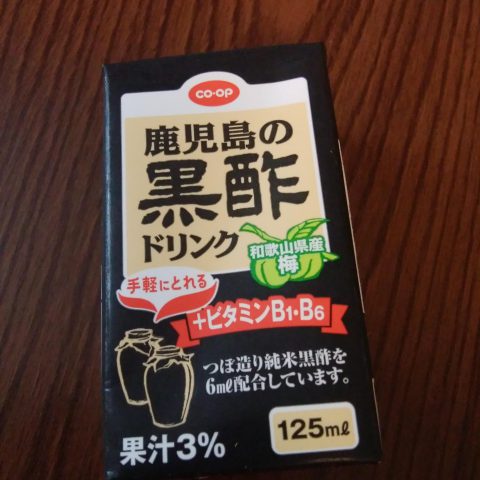 CO・OP
鹿児島の
黒酢
ドリンク
和歌山県産
梅
手軽にとれる
+ビタミンB1・B6
つぼ造り純米黒酢を
6ml配合しています。
果汁3%
125ml